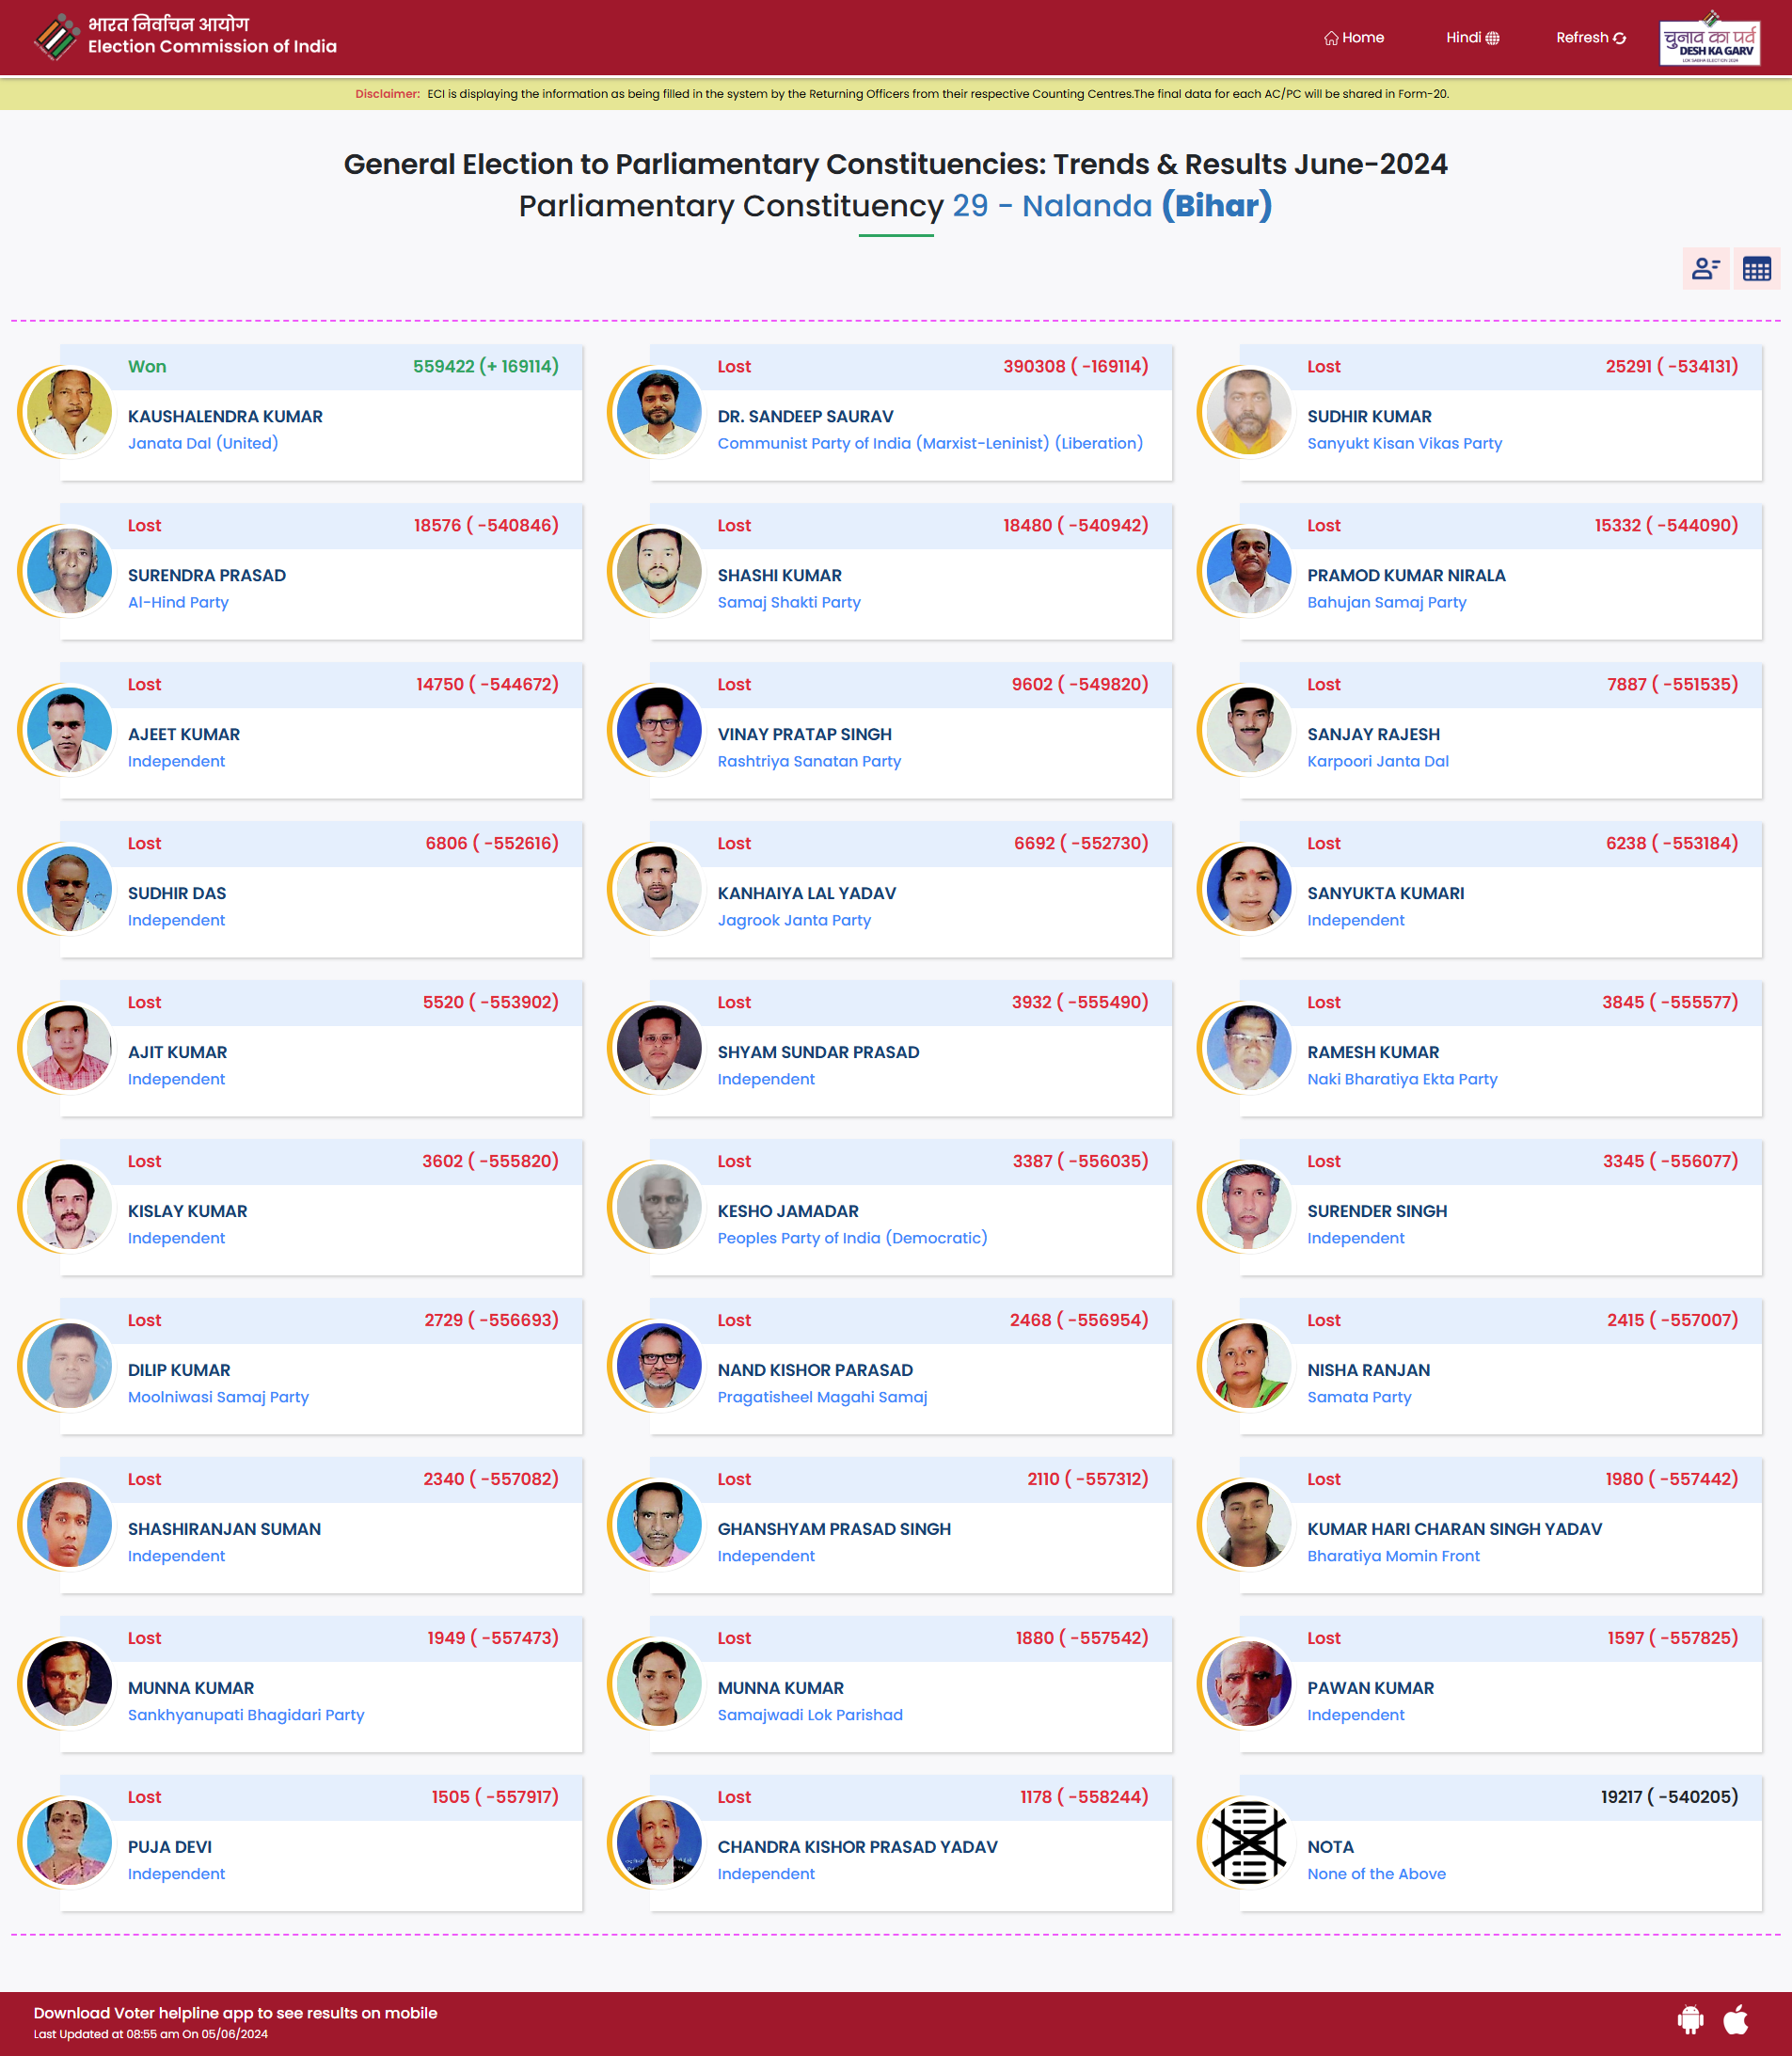 भारत निर्वाचन आयोग
Election Commission of India
Home
Hindi
Refresh
चुनाव का पर्व
DESH KA GARV
LOK SABHA ELECTION 2024
Disclaimer: ECI is displaying the information as being filled in the system by the Returning Officers from their respective Counting Centres.The final data for each AC/PC will be shared in Form-20.
General Election to Parliamentary Constituencies: Trends & Results June-2024
Parliamentary Constituency 29 - Nalanda (Bihar)
Won 559422 (+ 169114)
KAUSHALENDRA KUMAR
Janata Dal (United)
Lost 390308 ( -169114)
DR. SANDEEP SAURAV
Communist Party of India (Marxist-Leninist) (Liberation)
Lost 25291 ( -534131)
SUDHIR KUMAR
Sanyukt Kisan Vikas Party
Lost 18576 ( -540846)
SURENDRA PRASAD
Al-Hind Party
Lost 18480 ( -540942)
SHASHI KUMAR
Samaj Shakti Party
Lost 15332 ( -544090)
PRAMOD KUMAR NIRALA
Bahujan Samaj Party
Lost 14750 ( -544672)
AJEET KUMAR
Independent
Lost 9602 ( -549820)
VINAY PRATAP SINGH
Rashtriya Sanatan Party
Lost 7887 ( -551535)
SANJAY RAJESH
Karpoori Janta Dal
Lost 6806 ( -552616)
SUDHIR DAS
Independent
Lost 6692 ( -552730)
KANHAIYA LAL YADAV
Jagrook Janta Party
Lost 6238 ( -553184)
SANYUKTA KUMARI
Independent
Lost 5520 ( -553902)
AJIT KUMAR
Independent
Lost 3932 ( -555490)
SHYAM SUNDAR PRASAD
Independent
Lost 3845 ( -555577)
RAMESH KUMAR
Naki Bharatiya Ekta Party
Lost 3602 ( -555820)
KISLAY KUMAR
Independent
Lost 3387 ( -556035)
KESHO JAMADAR
Peoples Party of India (Democratic)
Lost 3345 ( -556077)
SURENDER SINGH
Independent
Lost 2729 ( -556693)
DILIP KUMAR
Moolniwasi Samaj Party
Lost 2468 ( -556954)
NAND KISHOR PARASAD
Pragatisheel Magahi Samaj
Lost 2415 ( -557007)
NISHA RANJAN
Samata Party
Lost 2340 ( -557082)
SHASHIRANJAN SUMAN
Independent
Lost 2110 ( -557312)
GHANSHYAM PRASAD SINGH
Independent
Lost 1980 ( -557442)
KUMAR HARI CHARAN SINGH YADAV
Bharatiya Momin Front
Lost 1949 ( -557473)
MUNNA KUMAR
Sankhyanupati Bhagidari Party
Lost 1880 ( -557542)
MUNNA KUMAR
Samajwadi Lok Parishad
Lost 1597 ( -557825)
PAWAN KUMAR
Independent
Lost 1505 ( -557917)
PUJA DEVI
Independent
Lost 1178 ( -558244)
CHANDRA KISHOR PRASAD YADAV
Independent
19217 ( -540205)
NOTA
None of the Above
Download Voter helpline app to see results on mobile
Last Updated at 08:55 am On 05/06/2024